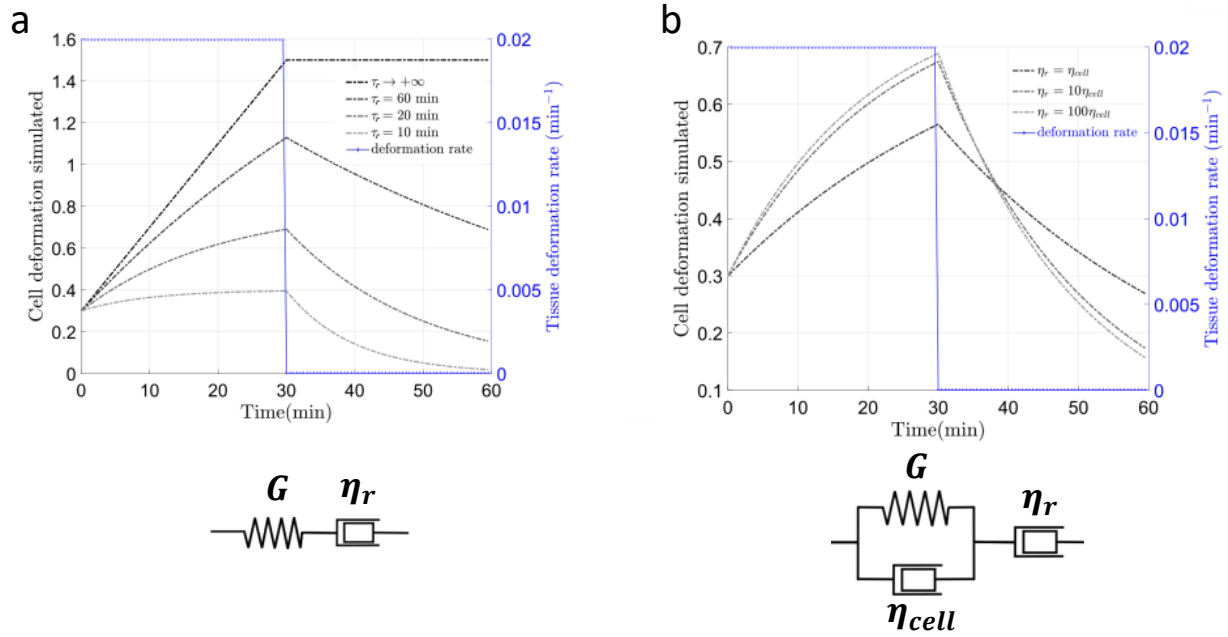 a
1.6
1.4
1.2
1
0.8
0.6
0.4
0.2
0
0 10 20 30 40 50 60
Cell deformation simulated
Time(min)
0.02
0.015
0.01
0.005
0
Tissue deformation rate (min⁻¹)
τᵣ → +∞
τᵣ = 60 min
τᵣ = 20 min
τᵣ = 10 min
deformation rate
G ηᵣ
b
0.7
0.6
0.5
0.4
0.3
0.2
0.1
0 10 20 30 40 50 60
Cell deformation simulated
Time(min)
0.02
0.015
0.01
0.005
0
Tissue deformation rate (min⁻¹)
ηᵣ = η_cell
ηᵣ = 10η_cell
ηᵣ = 100η_cell
deformation rate
G
ηᵣ
η_cell